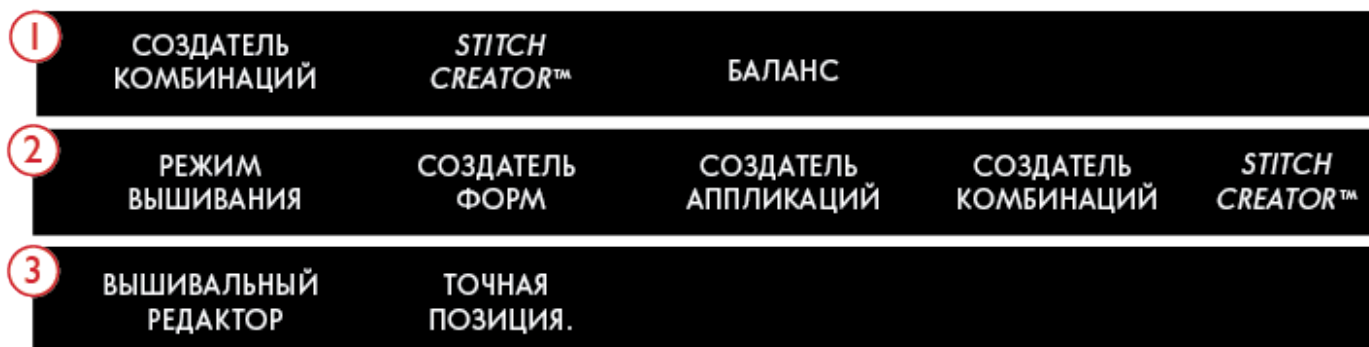 1
СОЗДАТЕЛЬ КОМБИНАЦИЙ
STITCH CREATOR™
БАЛАНС
2
РЕЖИМ ВЫШИВАНИЯ
СОЗДАТЕЛЬ ФОРМ
СОЗДАТЕЛЬ АППЛИКАЦИЙ
СОЗДАТЕЛЬ КОМБИНАЦИЙ
STITCH CREATOR™
3
ВЫШИВАЛЬНЫЙ РЕДАКТОР
ТОЧНАЯ ПОЗИЦИЯ.